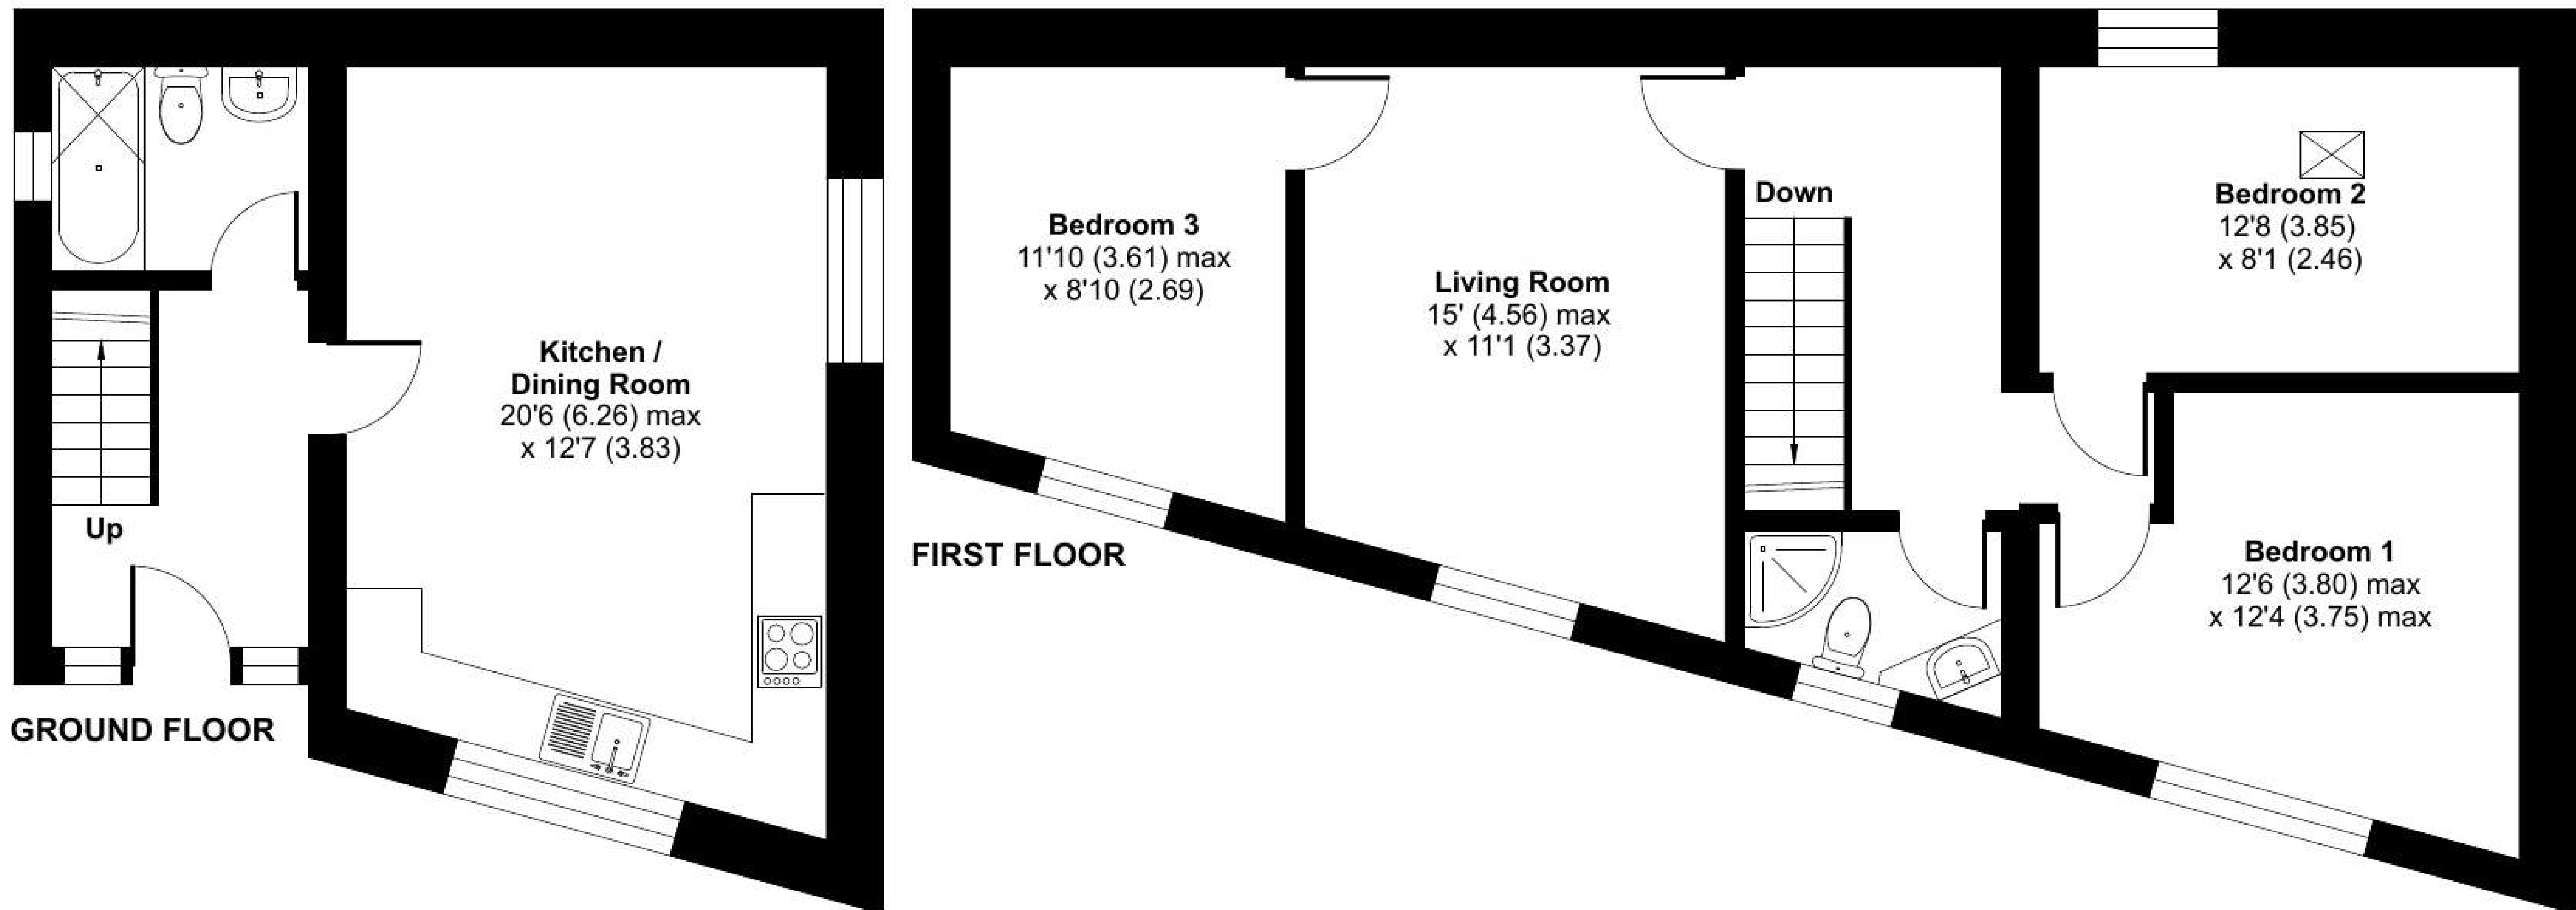 Kitchen /
Dining Room
20'6 (6.26) max
x 12'7 (3.83)
Up
GROUND FLOOR
Bedroom 3
11'10 (3.61) max
x 8'10 (2.69)
Living Room
15' (4.56) max
x 11'1 (3.37)
Down
Bedroom 2
12'8 (3.85)
x 8'1 (2.46)
Bedroom 1
12'6 (3.80) max
x 12'4 (3.75) max
FIRST FLOOR